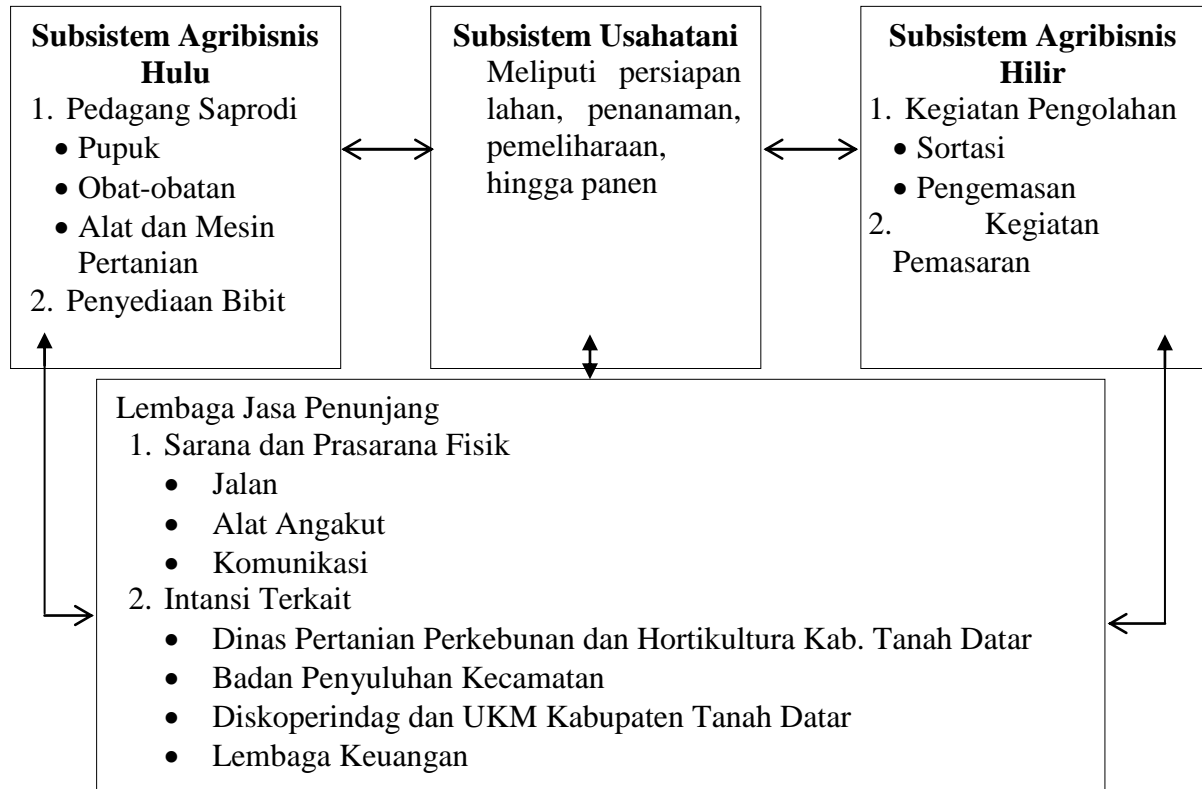 Subsistem Agribisnis
Hulu
1. Pedagang Saprodi
• Pupuk
• Obat-obatan
• Alat dan Mesin
Pertanian
2. Penyediaan Bibit
Subsistem Usahatani
Meliputi persiapan
lahan, penanaman,
pemeliharaan,
hingga panen
Subsistem Agribisnis
Hilir
1. Kegiatan Pengolahan
• Sortasi
• Pengemasan
2. Kegiatan
Pemasaran
Lembaga Jasa Penunjang
1. Sarana dan Prasarana Fisik
• Jalan
• Alat Angakut
• Komunikasi
2. Intansi Terkait
• Dinas Pertanian Perkebunan dan Hortikultura Kab. Tanah Datar
• Badan Penyuluhan Kecamatan
• Diskoperindag dan UKM Kabupaten Tanah Datar
• Lembaga Keuangan